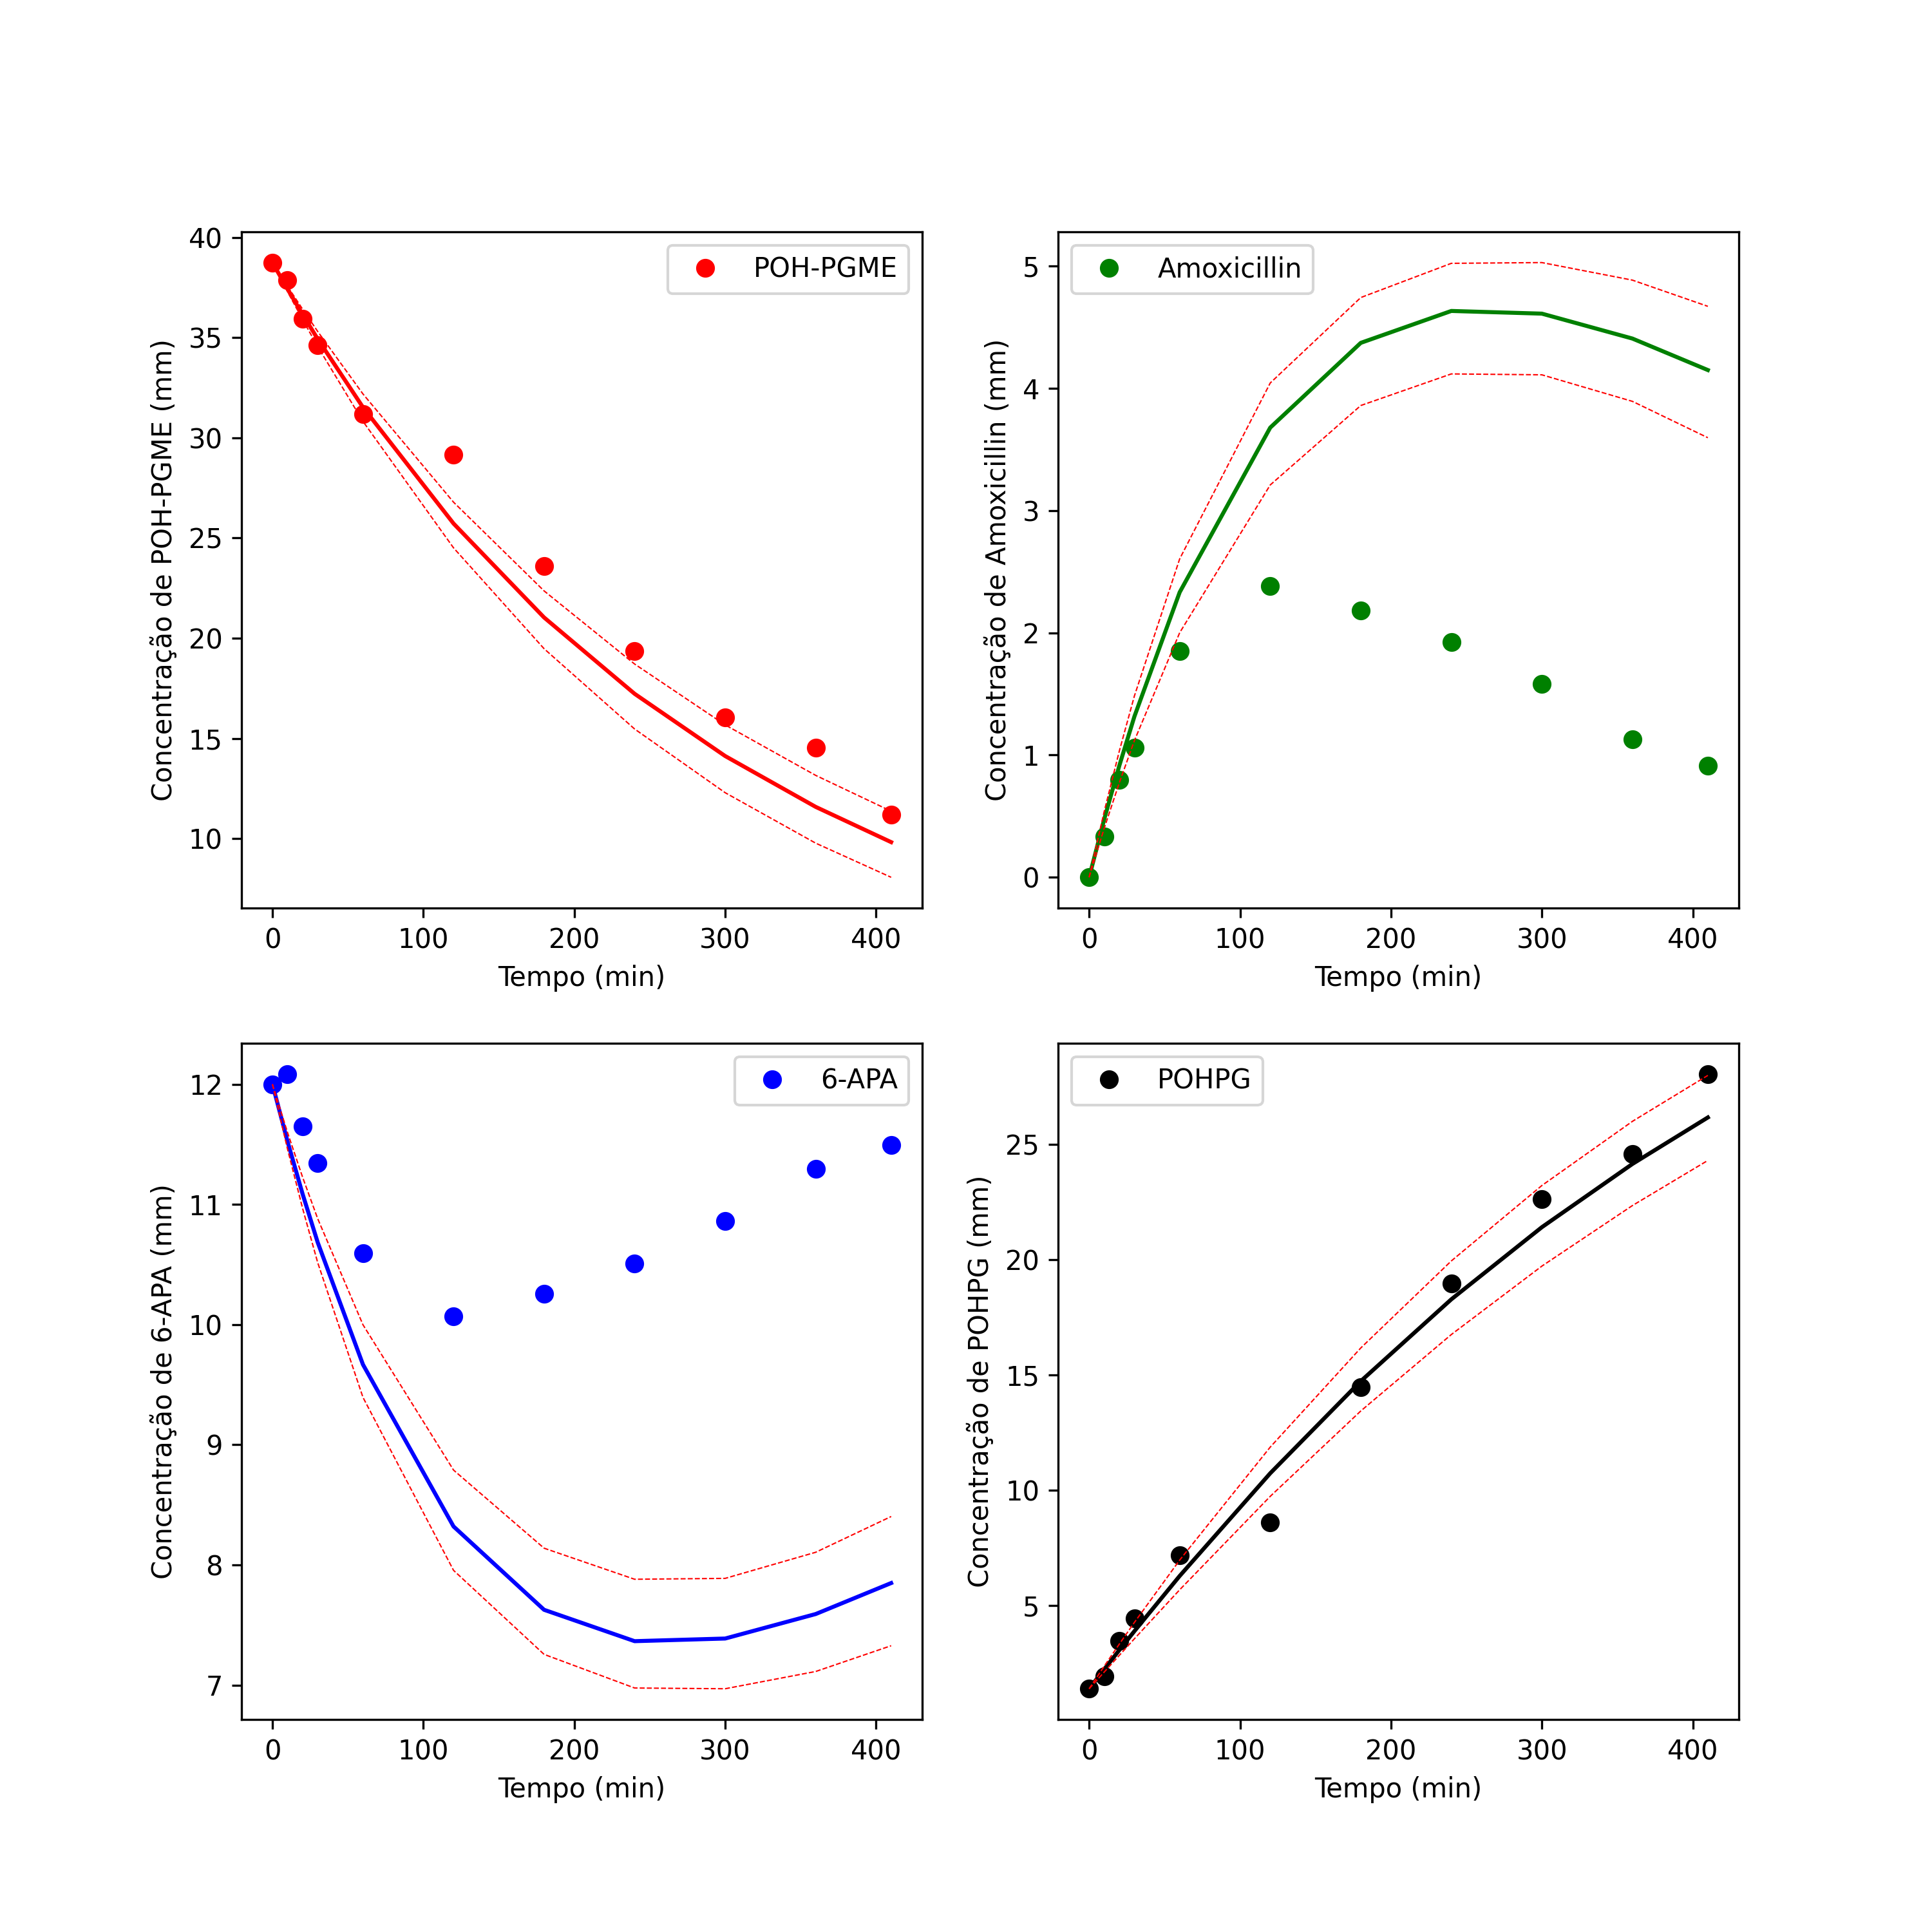 POH-PGME
Concentração de POH-PGME (mm)
40
35
30
25
20
15
10
0 100 200 300 400
Tempo (min)
Amoxicillin
Concentração de Amoxicillin (mm)
5
4
3
2
1
0
0 100 200 300 400
Tempo (min)
6-APA
Concentração de 6-APA (mm)
12
11
10
9
8
7
0 100 200 300 400
Tempo (min)
POHPG
Concentração de POHPG (mm)
25
20
15
10
5
0 100 200 300 400
Tempo (min)